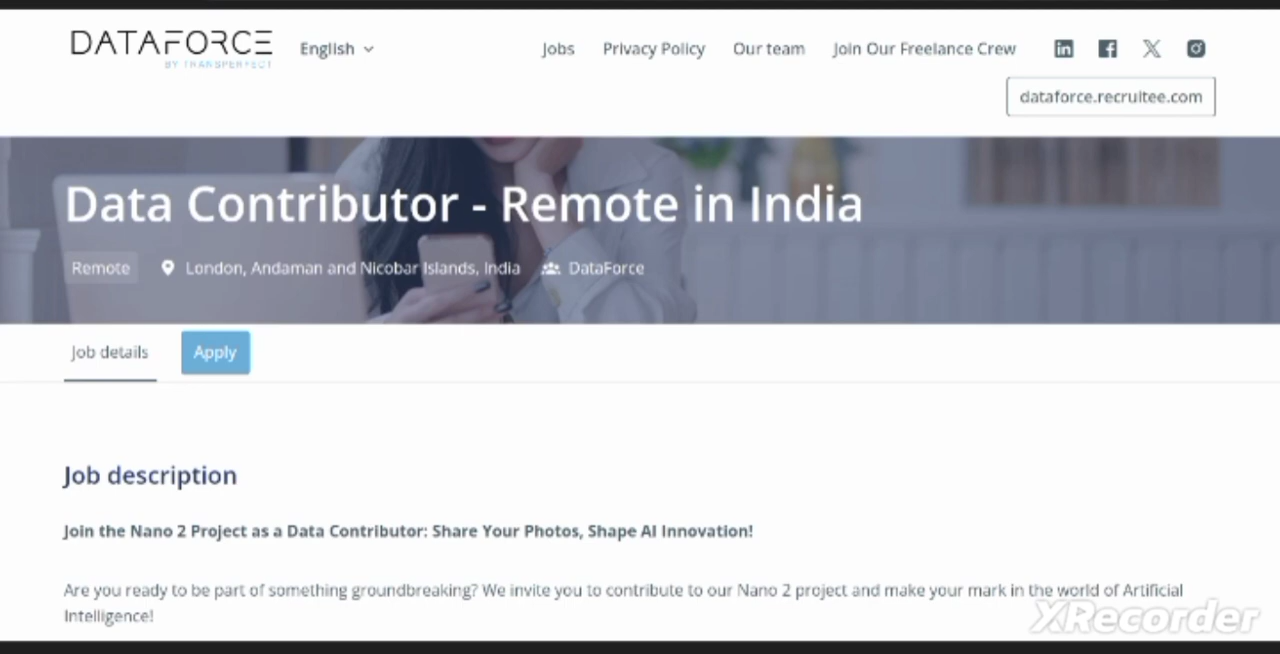 DATAFORCE
BY TRANSPERFECT
English
Jobs Privacy Policy Our team Join Our Freelance Crew
dataforce.recruitee.com
Data Contributor - Remote in India
Remote London, Andaman and Nicobar Islands, India DataForce
Job details Apply
Job description
Join the Nano 2 Project as a Data Contributor: Share Your Photos, Shape AI Innovation!
Are you ready to be part of something groundbreaking? We invite you to contribute to our Nano 2 project and make your mark in the world of Artificial
Intelligence!
XRecorder